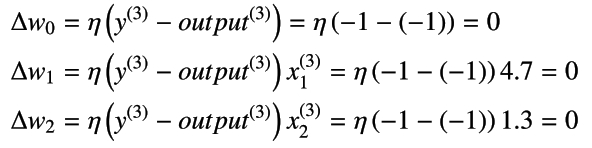 Δw₀ = η(y⁽³⁾ − output⁽³⁾) = η(−1 − (−1)) = 0
Δw₁ = η(y⁽³⁾ − output⁽³⁾) x₁⁽³⁾ = η(−1 − (−1)) 4.7 = 0
Δw₂ = η(y⁽³⁾ − output⁽³⁾) x₂⁽³⁾ = η(−1 − (−1)) 1.3 = 0